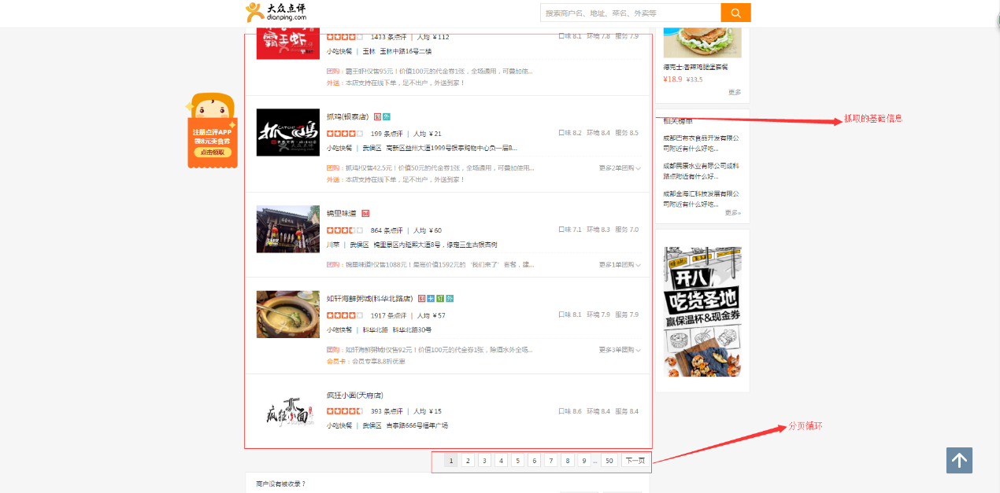 大众点评
dianping.com
搜索商户名、地址、菜名、外卖等
霸王虾
1433 条点评 | 人均 ￥112
口味 8.1 环境 7.8 服务 7.9
小吃快餐 | 玉林 玉林中路16号二楼
团购：霸王虾!仅售95元！价值100元的代金券1张，全场通用，可叠加使...
外送：本店支持在线下单，足不出户，外送到家！
抓鸡(银泰店) 团 外
199 条点评 | 人均 ￥21
口味 8.2 环境 8.4 服务 8.5
小吃快餐 | 武侯区 高新区益州大道1999号银泰购物中心负一层B...
团购：抓鸡!仅售42.5元！价值50元的代金券1张，全场通用，可叠加使用...
更多2单团购
外送：本店支持在线下单，足不出户，外送到家！
锦里味道 团
864 条点评 | 人均 ￥60
口味 7.1 环境 8.3 服务 7.0
川菜 | 武侯区 锦里景区内延熙大道8号，缘定三生古银杏树
团购：锦里味道!仅售1088元！最高价值1592元的‘我们来了’套餐，建...
更多1单团购
如轩海鲜粥城(科华北路店) 团 订 外
1917 条点评 | 人均 ￥57
口味 8.1 环境 7.9 服务 7.9
小吃快餐 | 科华北路 科华北路30号
团购：如轩海鲜粥城!仅售92元！价值100元的代金券1张，除酒水外全场...
更多3单团购
会员卡：会员专享8.8折优惠
疯狂小面
疯狂小面(天府店)
393 条点评 | 人均 ￥15
口味 8.6 环境 8.4 服务 8.4
小吃快餐 | 武侯区 吉泰路666号福年广场
1 2 3 4 5 6 7 8 9 ... 50 下一页
商户没有被收录？
注册点评APP
领8元美食券
点击领取
德克士:香辣鸡腿堡套餐
¥18.9 ¥33.5
更多
相关榜单
成都巴布衣食品开发有限公
司附近有什么好吃...
成都民康水业有际公司成科
路点附近有什么好...
成都金海汇科技发展有限公
司附近有什么好吃...
更多»
开八
吃货圣地
赢保温杯&现金券
抓取的基础信息
分页循环